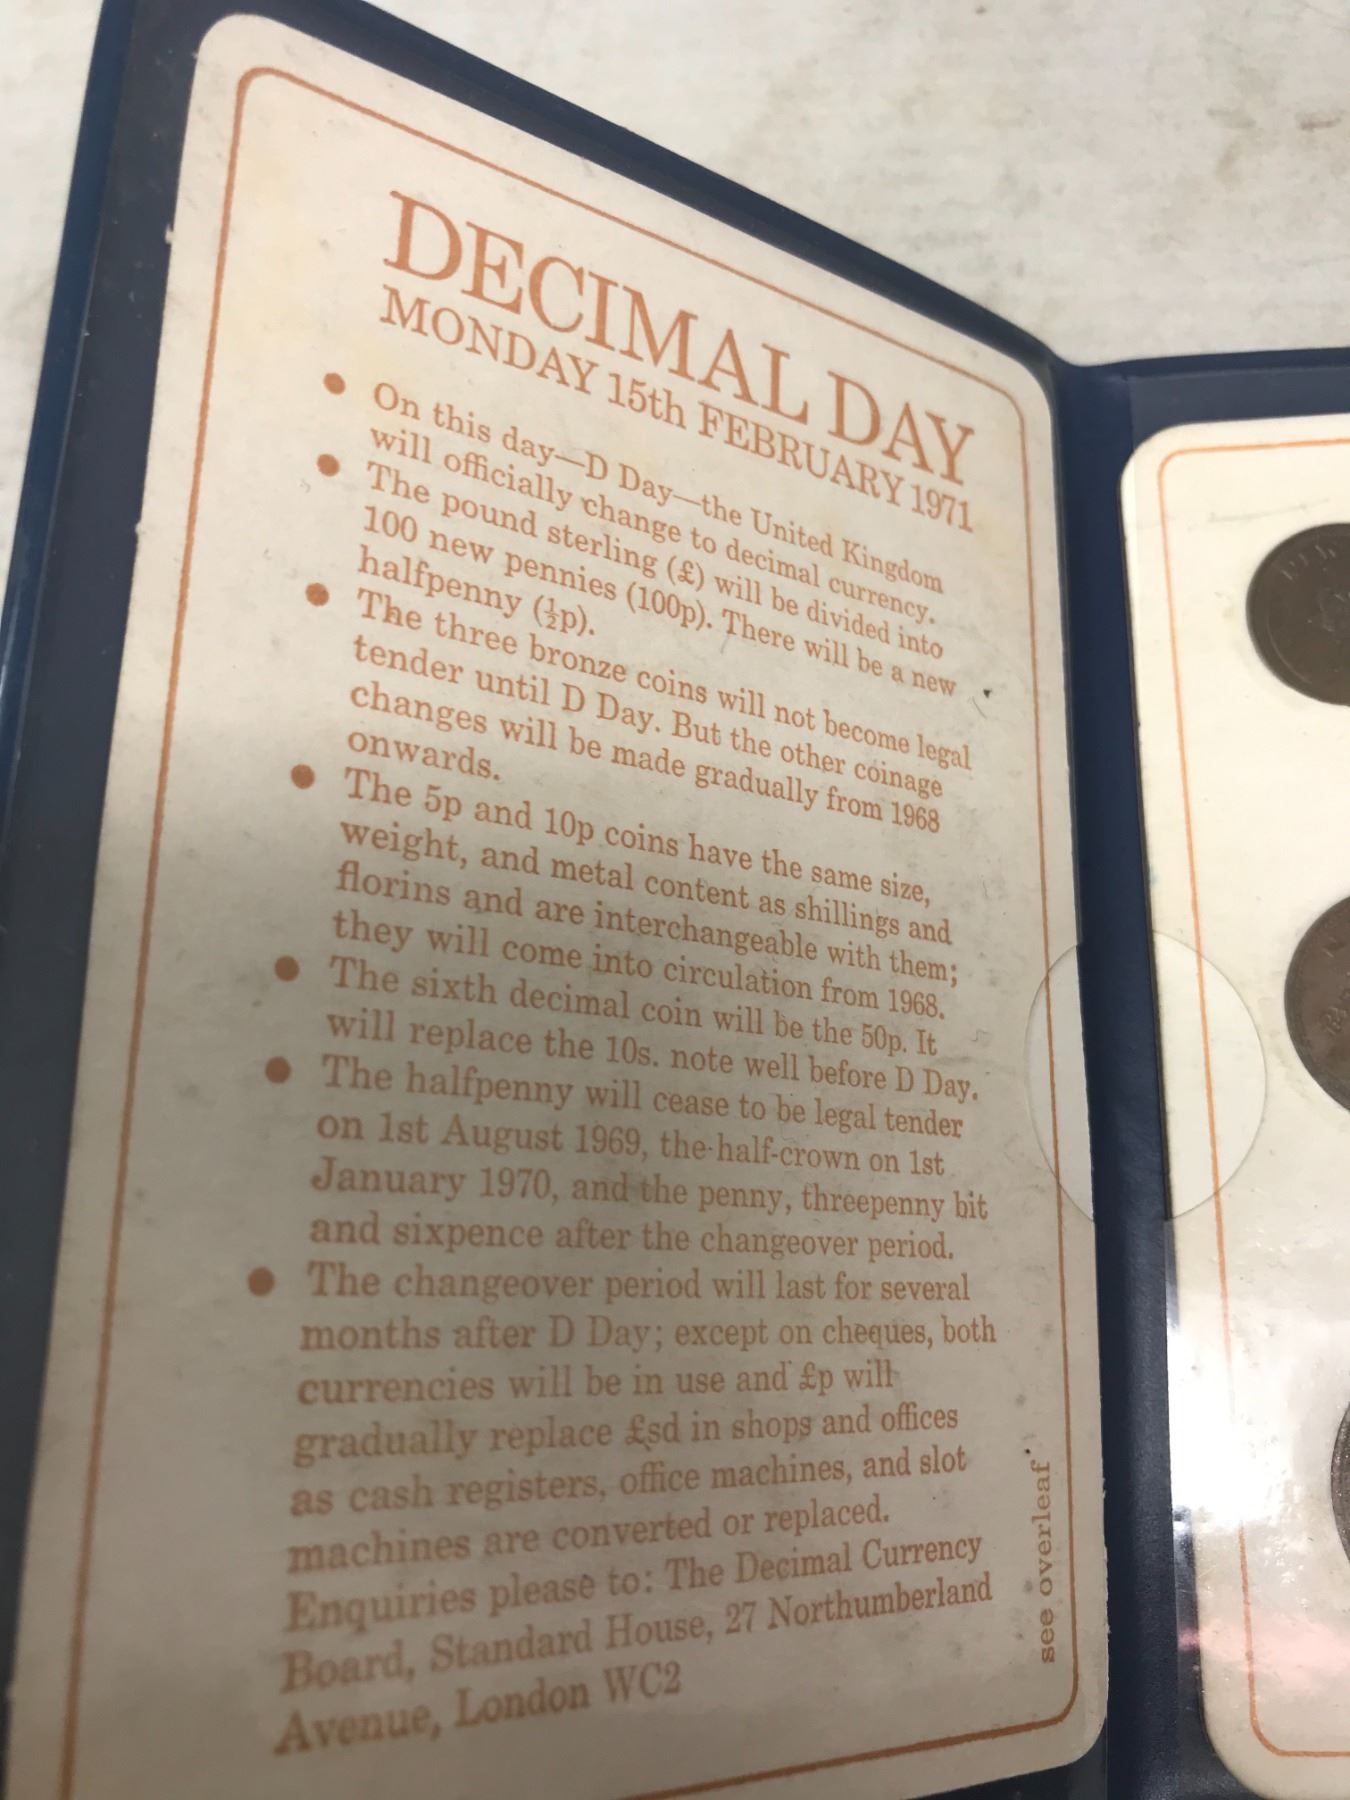 DECIMAL DAY
MONDAY 15th FEBRUARY 1971
• On this day—D Day—the United Kingdom
will officially change to decimal currency.
• The pound sterling (£) will be divided into
100 new pennies (100p). There will be a new
halfpenny (½p).
• The three bronze coins will not become legal
tender until D Day. But the other coinage
changes will be made gradually from 1968
onwards.
• The 5p and 10p coins have the same size,
weight, and metal content as shillings and
florins and are interchangeable with them;
they will come into circulation from 1968.
• The sixth decimal coin will be the 50p. It
will replace the 10s. note well before D Day.
• The halfpenny will cease to be legal tender
on 1st August 1969, the half-crown on 1st
January 1970, and the penny, threepenny bit
and sixpence after the changeover period.
• The changeover period will last for several
months after D Day; except on cheques, both
currencies will be in use and £p will
gradually replace £sd in shops and offices
as cash registers, office machines, and slot
machines are converted or replaced.
Enquiries please to: The Decimal Currency
Board, Standard House, 27 Northumberland
Avenue, London WC2
see overleaf